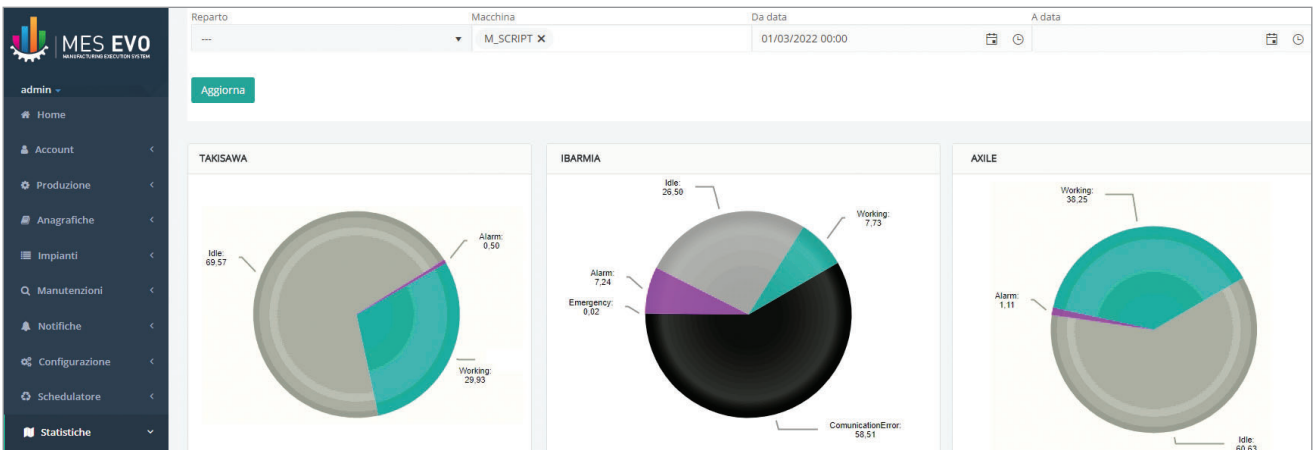 MES EVO
MANUFACTURING EXECUTION SYSTEM
admin
Home
Account
Produzione
Anagrafiche
Impianti
Manutenzioni
Notifiche
Configurazione
Schedulatore
Statistiche
Reparto
---
Macchina
M_SCRIPT ×
Da data
01/03/2022 00:00
A data
Aggiorna
TAKISAWA
Idle:
69,57
Alarm:
0,50
Working:
29,93
IBARMIA
Idle:
26,50
Working:
7,73
Alarm:
7,24
Emergency:
0,02
ComunicationError:
58,51
AXILE
Working:
38,25
Alarm:
1,11
Idle:
60,63